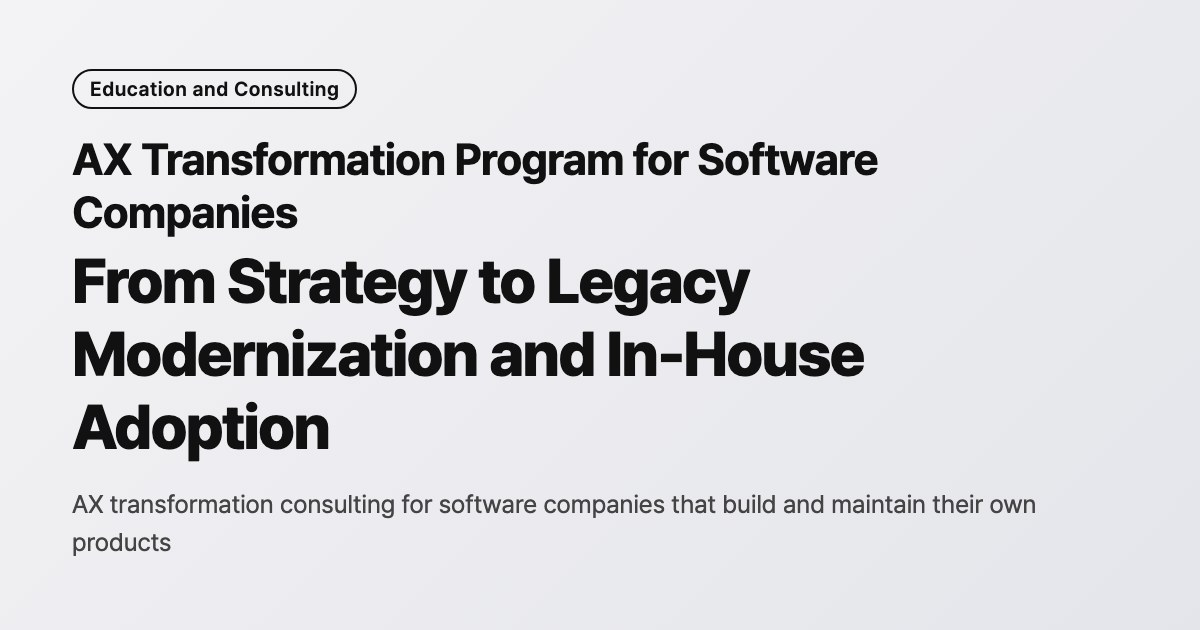 Education and Consulting
AX Transformation Program for Software
Companies
From Strategy to Legacy
Modernization and In-House
Adoption
AX transformation consulting for software companies that build and maintain their own
products